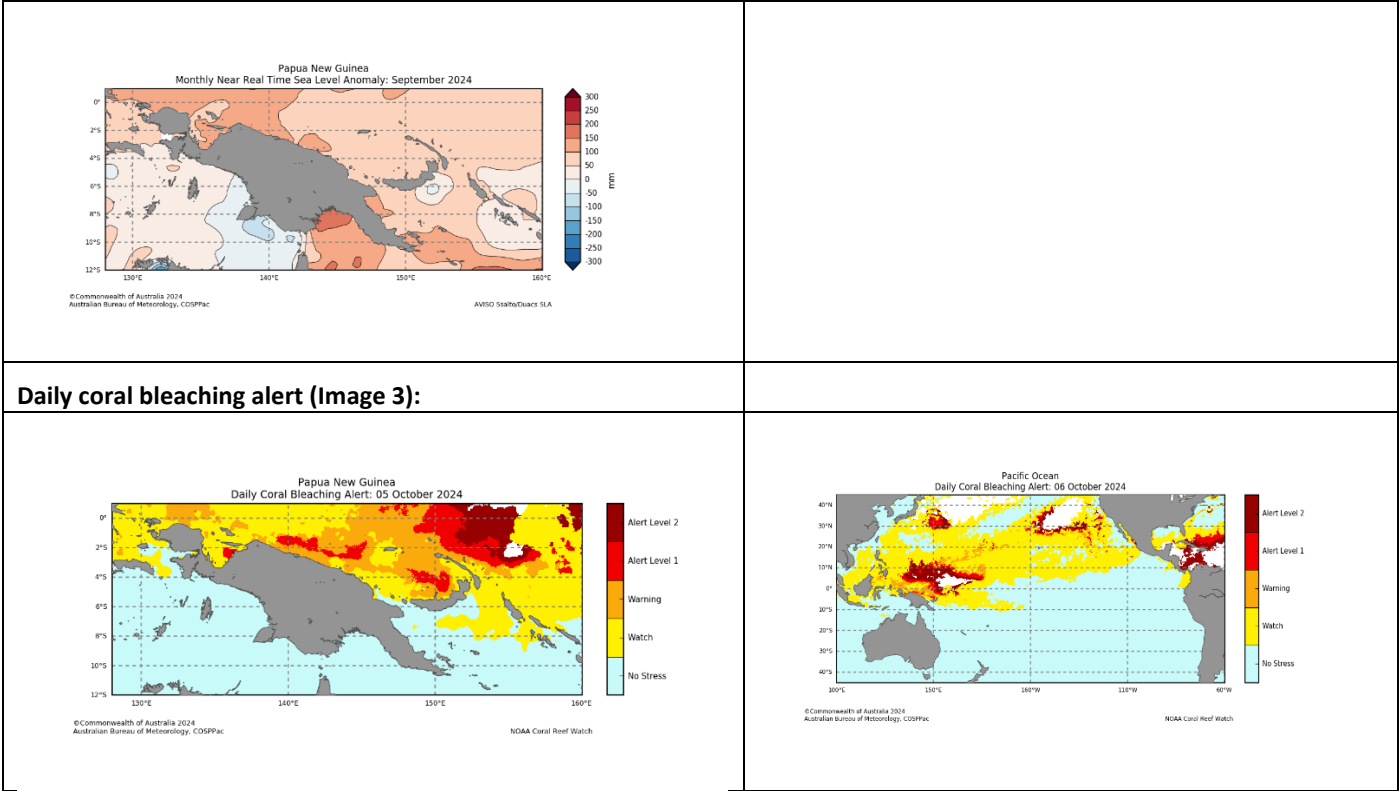 Papua New Guinea
Monthly Near Real Time Sea Level Anomaly: September 2024
0°
2°S
4°S
6°S
8°S
10°S
12°S
130°E
140°E
150°E
160°E
300
250
200
150
100
50
0
-50
-100
-150
-200
-250
-300
mm
©Commonwealth of Australia 2024
Australian Bureau of Meteorology, COSPPac
AVISO Ssalto/Duacs SLA
Daily coral bleaching alert (Image 3):
Papua New Guinea
Daily Coral Bleaching Alert: 05 October 2024
0°
2°S
4°S
6°S
8°S
10°S
12°S
130°E
140°E
150°E
160°E
Alert Level 2
Alert Level 1
Warning
Watch
No Stress
©Commonwealth of Australia 2024
Australian Bureau of Meteorology, COSPPac
NOAA Coral Reef Watch
Pacific Ocean
Daily Coral Bleaching Alert: 06 October 2024
40°N
30°N
20°N
10°N
0°
10°S
20°S
30°S
40°S
100°E
150°E
160°W
110°W
60°W
Alert Level 2
Alert Level 1
Warning
Watch
No Stress
©Commonwealth of Australia 2024
Australian Bureau of Meteorology, COSPPac
NOAA Coral Reef Watch